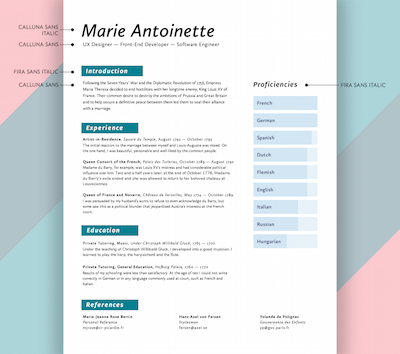 CALLUNA SANS
ITALIC
Marie Antoinette
CALLUNA SANS
UX Designer — Front End Developer — Software Engineer
FIRA SANS ITALIC
Introduction
CALLUNA SANS
Following the Seven Years' War and the Diplomatic Revolution of 1756, Empress
Maria Theresa decided to end hostilities with her longtime enemy, King Louis XV of
France. Their common desire to destroy the ambitions of Prussia and Great Britain
and to help secure a definitive peace between them led them to seal their alliance
with a marriage.
Experience
Artist in Residence, Square du Temple, August 1792 — October 1793
The initial reaction to the marriage between myself and Louis Auguste was mixed. On
the one hand, I was beautiful, personable and well-liked by the common people.
Queen Consort of the French, Palais des Tuileries, October 1789 — August 1792
Madame du Barry, for example, was Louis XV's mistress and had considerable political
influence over him. Two and a half years later, at the end of October 1776, Madame
du Barry's exile ended and she was allowed to return to her beloved château at
Louveciennes.
Queen of France and Navarre, Château de Versailles, May 1774 — October 1789
I was persuaded by my husband's aunts to refuse to ever acknowledge du Barry, but
some saw this as a political blunder that jeopardized Austria's interests at the French
court.
Education
Private Tutoring, Music, Under Christoph Willibald Gluck,
Under the teaching of Christoph Willibald Gluck, I developed into a good musician. I
learned to play the harp, the harpsichord and the flute.
Private Tutoring, General Education, Hofburg Palace,
Results of my schooling were less than satisfactory. At the age of ten I could not write
correctly in German or in any language commonly used at court, such as French and
Italian.
References
Marie-Jeanne Rose Bertin
Personal Reference
Hans Axel von Fersen
Yolande de Polignac
Gouvernante des Enfants
Proficiencies
FIRA SANS ITALIC
French
German
Spanish
Dutch
Flemish
English
Italian
Russian
Hungarian